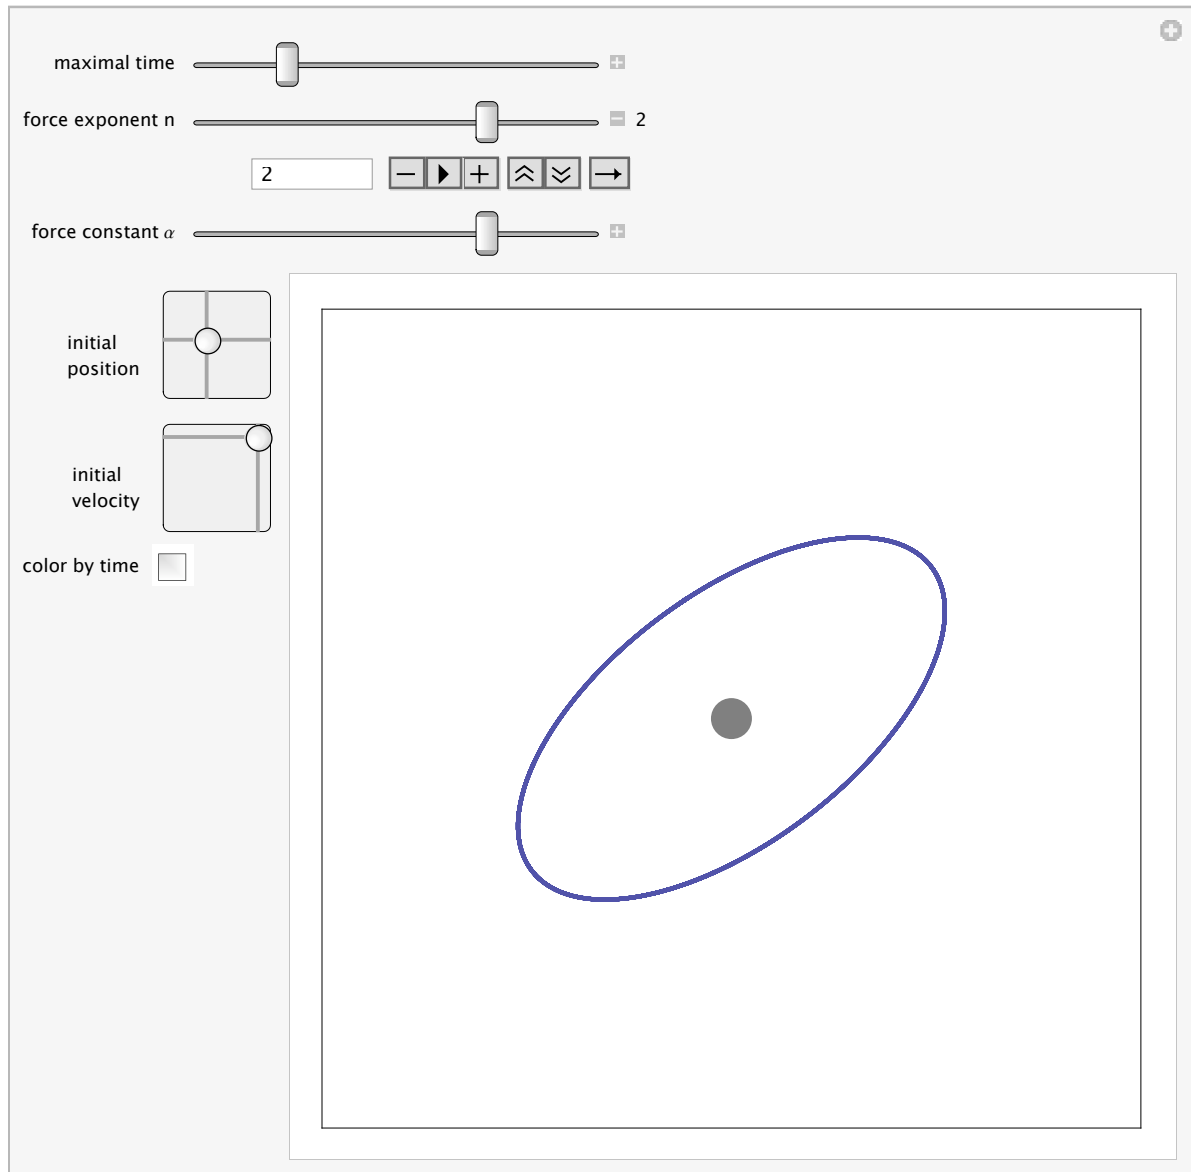 maximal time
force exponent n 2
2
force constant α
initial
position
initial
velocity
color by time